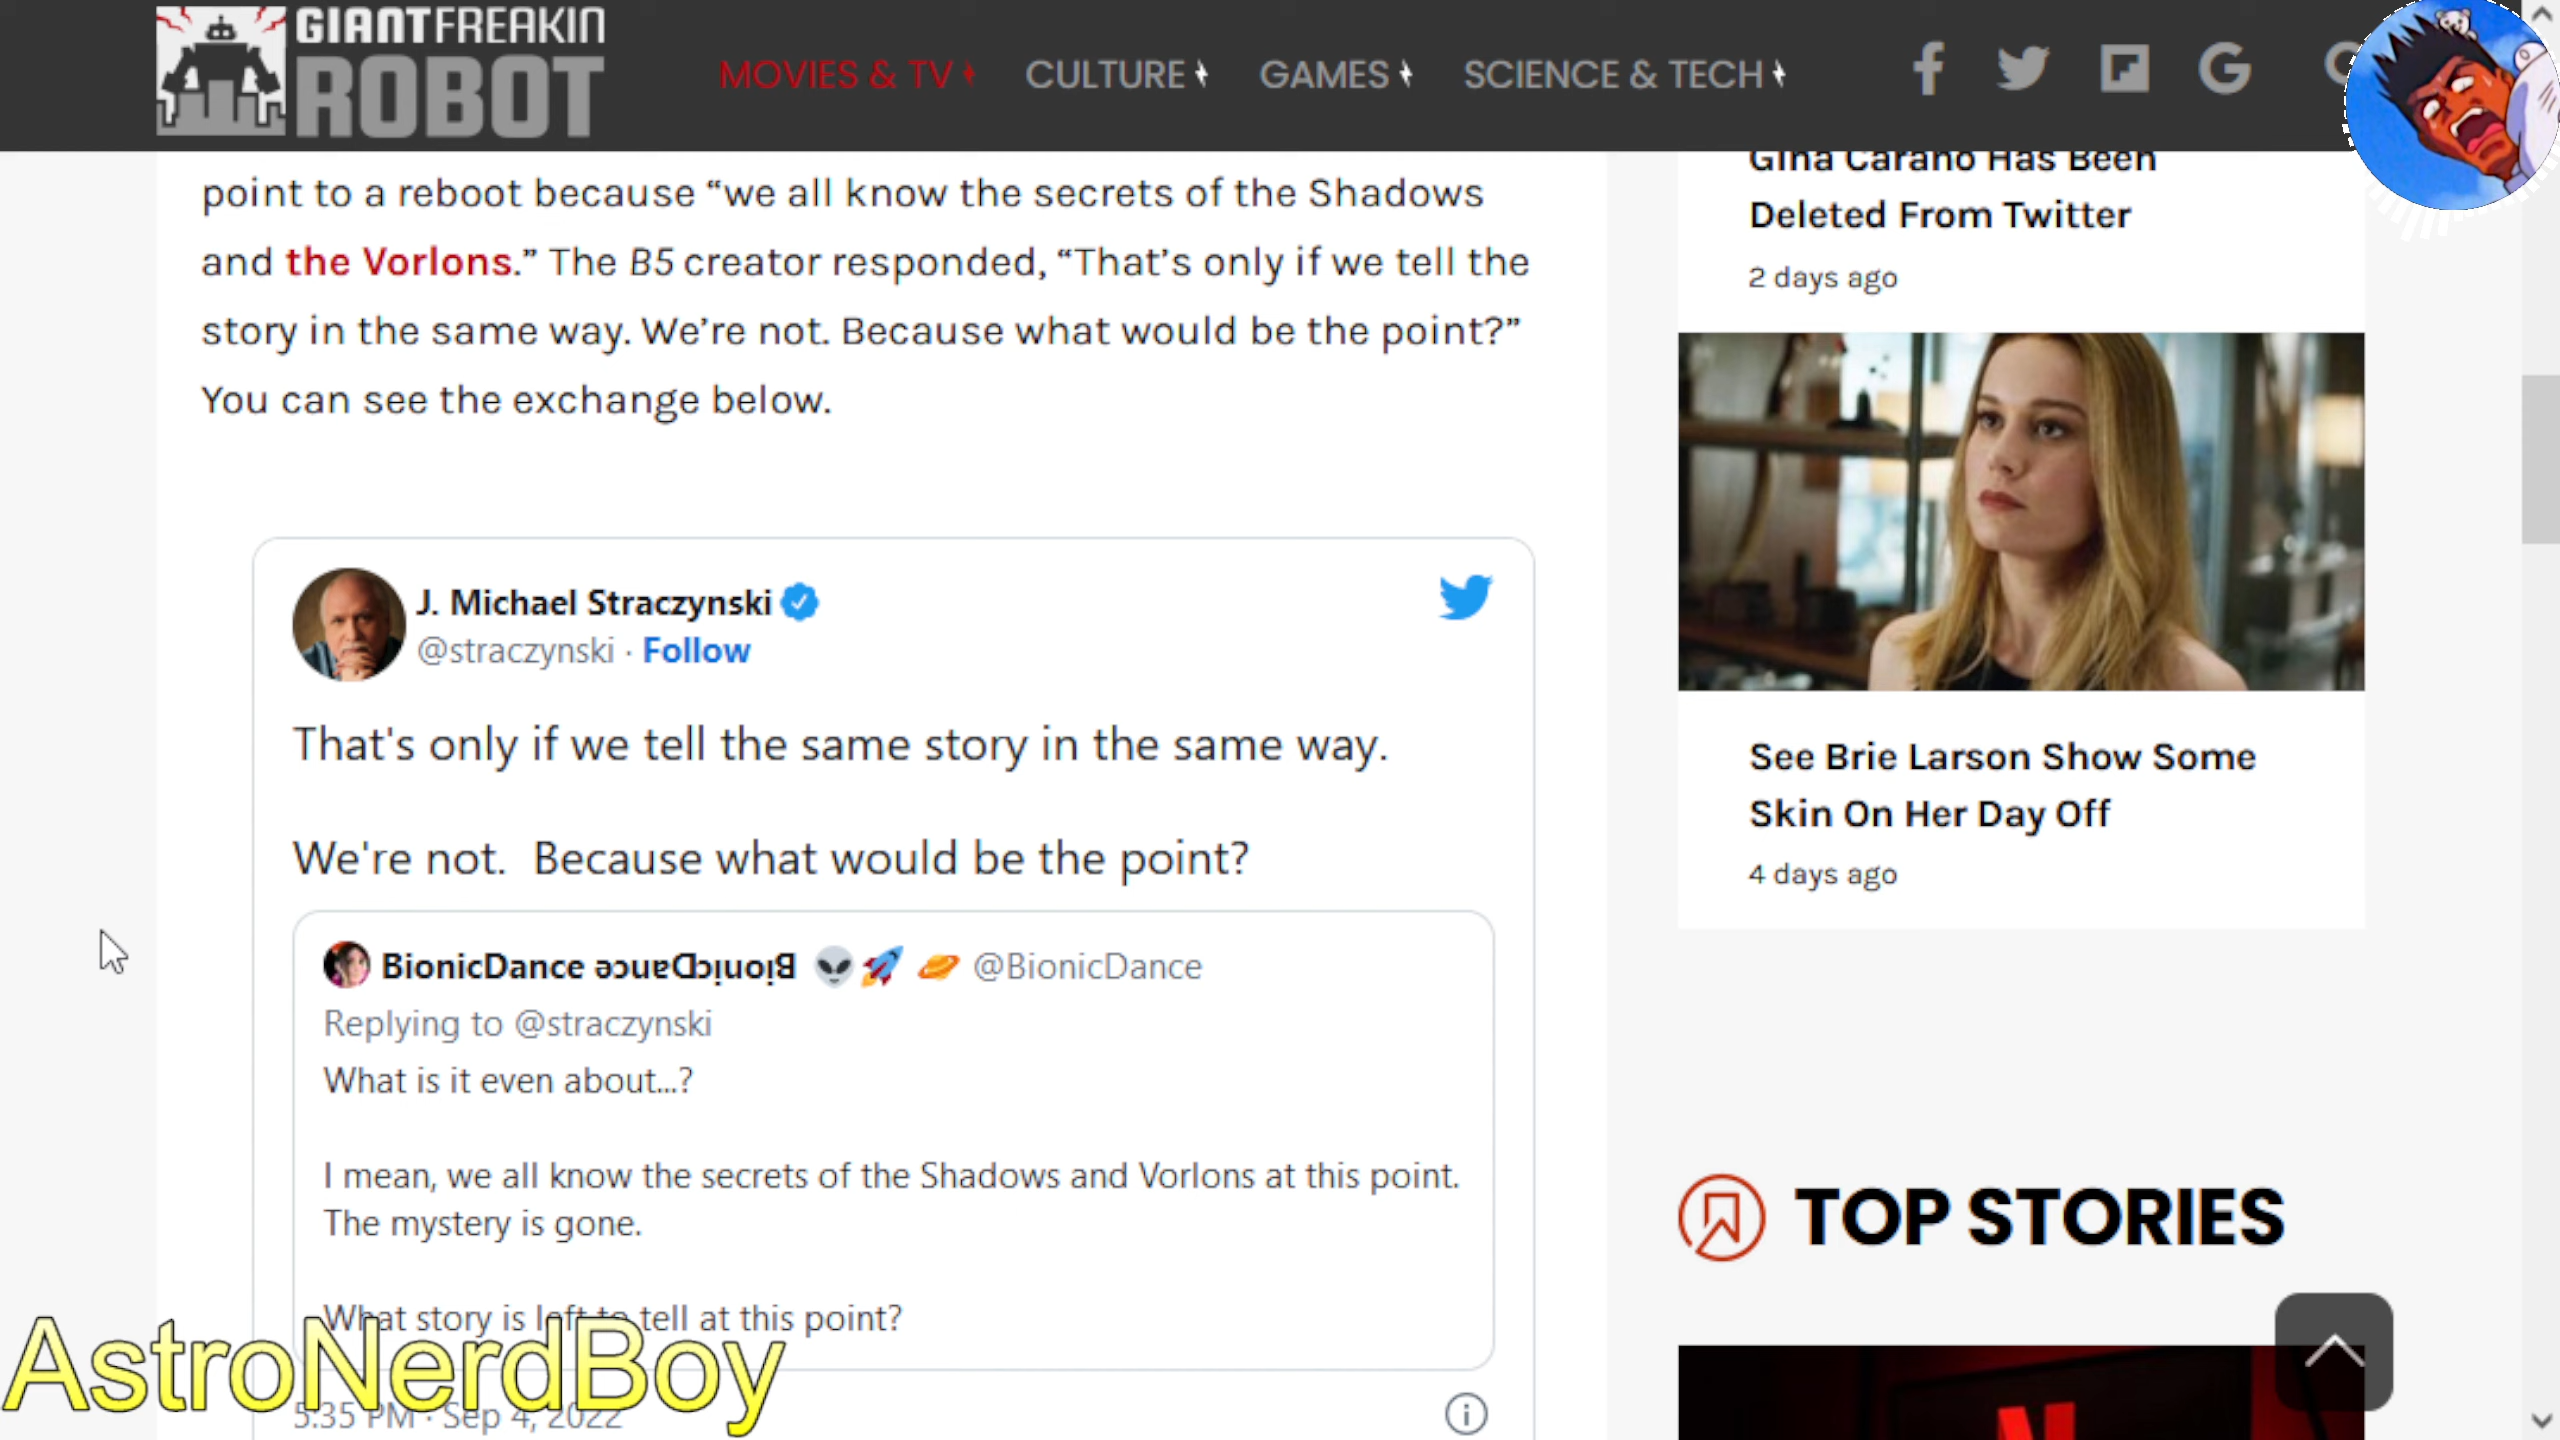 GIANT FREAKIN
ROBOT
MOVIES & TV
CULTURE
GAMES
SCIENCE & TECH
point to a reboot because “we all know the secrets of the Shadows
and the Vorlons.” The B5 creator responded, “That’s only if we tell the
story in the same way. We’re not. Because what would be the point?”
You can see the exchange below.
J. Michael Straczynski
@straczynski · Follow
That's only if we tell the same story in the same way.
We're not.  Because what would be the point?
BionicDance ǝɔuɐᗡɔᴉuoᴉB 👽🚀🪐 @BionicDance
Replying to @straczynski
What is it even about...?
I mean, we all know the secrets of the Shadows and Vorlons at this point.
The mystery is gone.
What story is left to tell at this point?
5:35 PM · Sep 4, 2022
AstroNerdBoy
Gina Carano Has Been
Deleted From Twitter
2 days ago
See Brie Larson Show Some
Skin On Her Day Off
4 days ago
TOP STORIES
N